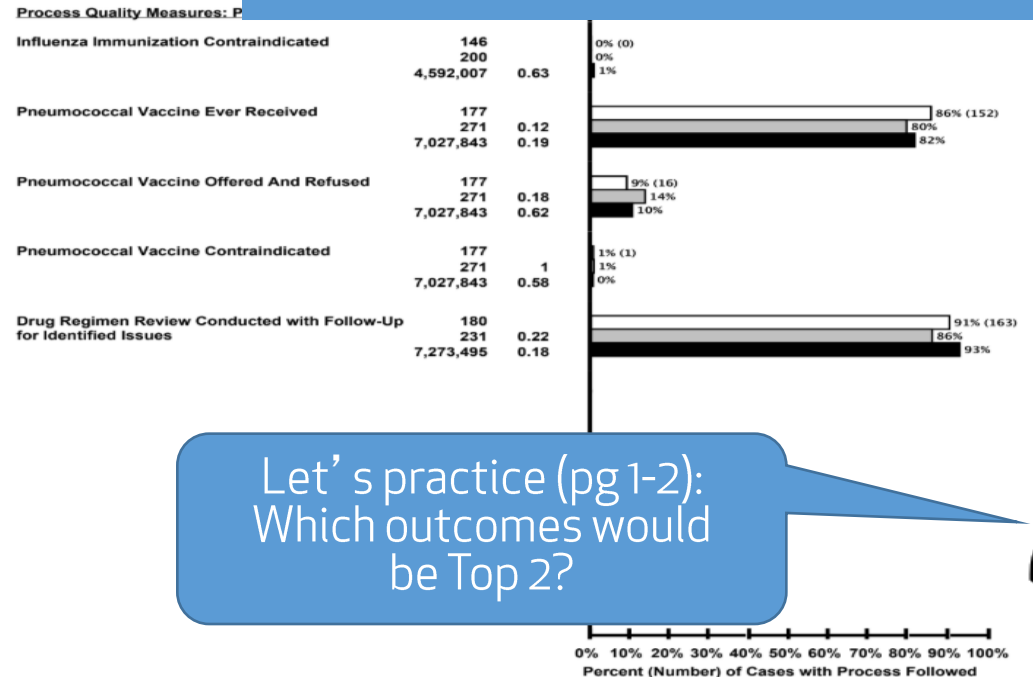 Process Quality Measures: P
Influenza Immunization Contraindicated 146 0% (0)
200 0%
4,592,007 0.63 1%
Pneumococcal Vaccine Ever Received 177 86% (152)
271 0.12 80%
7,027,843 0.19 82%
Pneumococcal Vaccine Offered And Refused 177 9% (16)
271 0.18 14%
7,027,843 0.62 10%
Pneumococcal Vaccine Contraindicated 177 1% (1)
271 1 1%
7,027,843 0.58 0%
Drug Regimen Review Conducted with Follow-Up 180 91% (163)
for Identified Issues 231 0.22 86%
7,273,495 0.18 93%
Let’s practice (pg 1-2):
Which outcomes would
be Top 2?
0% 10% 20% 30% 40% 50% 60% 70% 80% 90% 100%
Percent (Number) of Cases with Process Followed